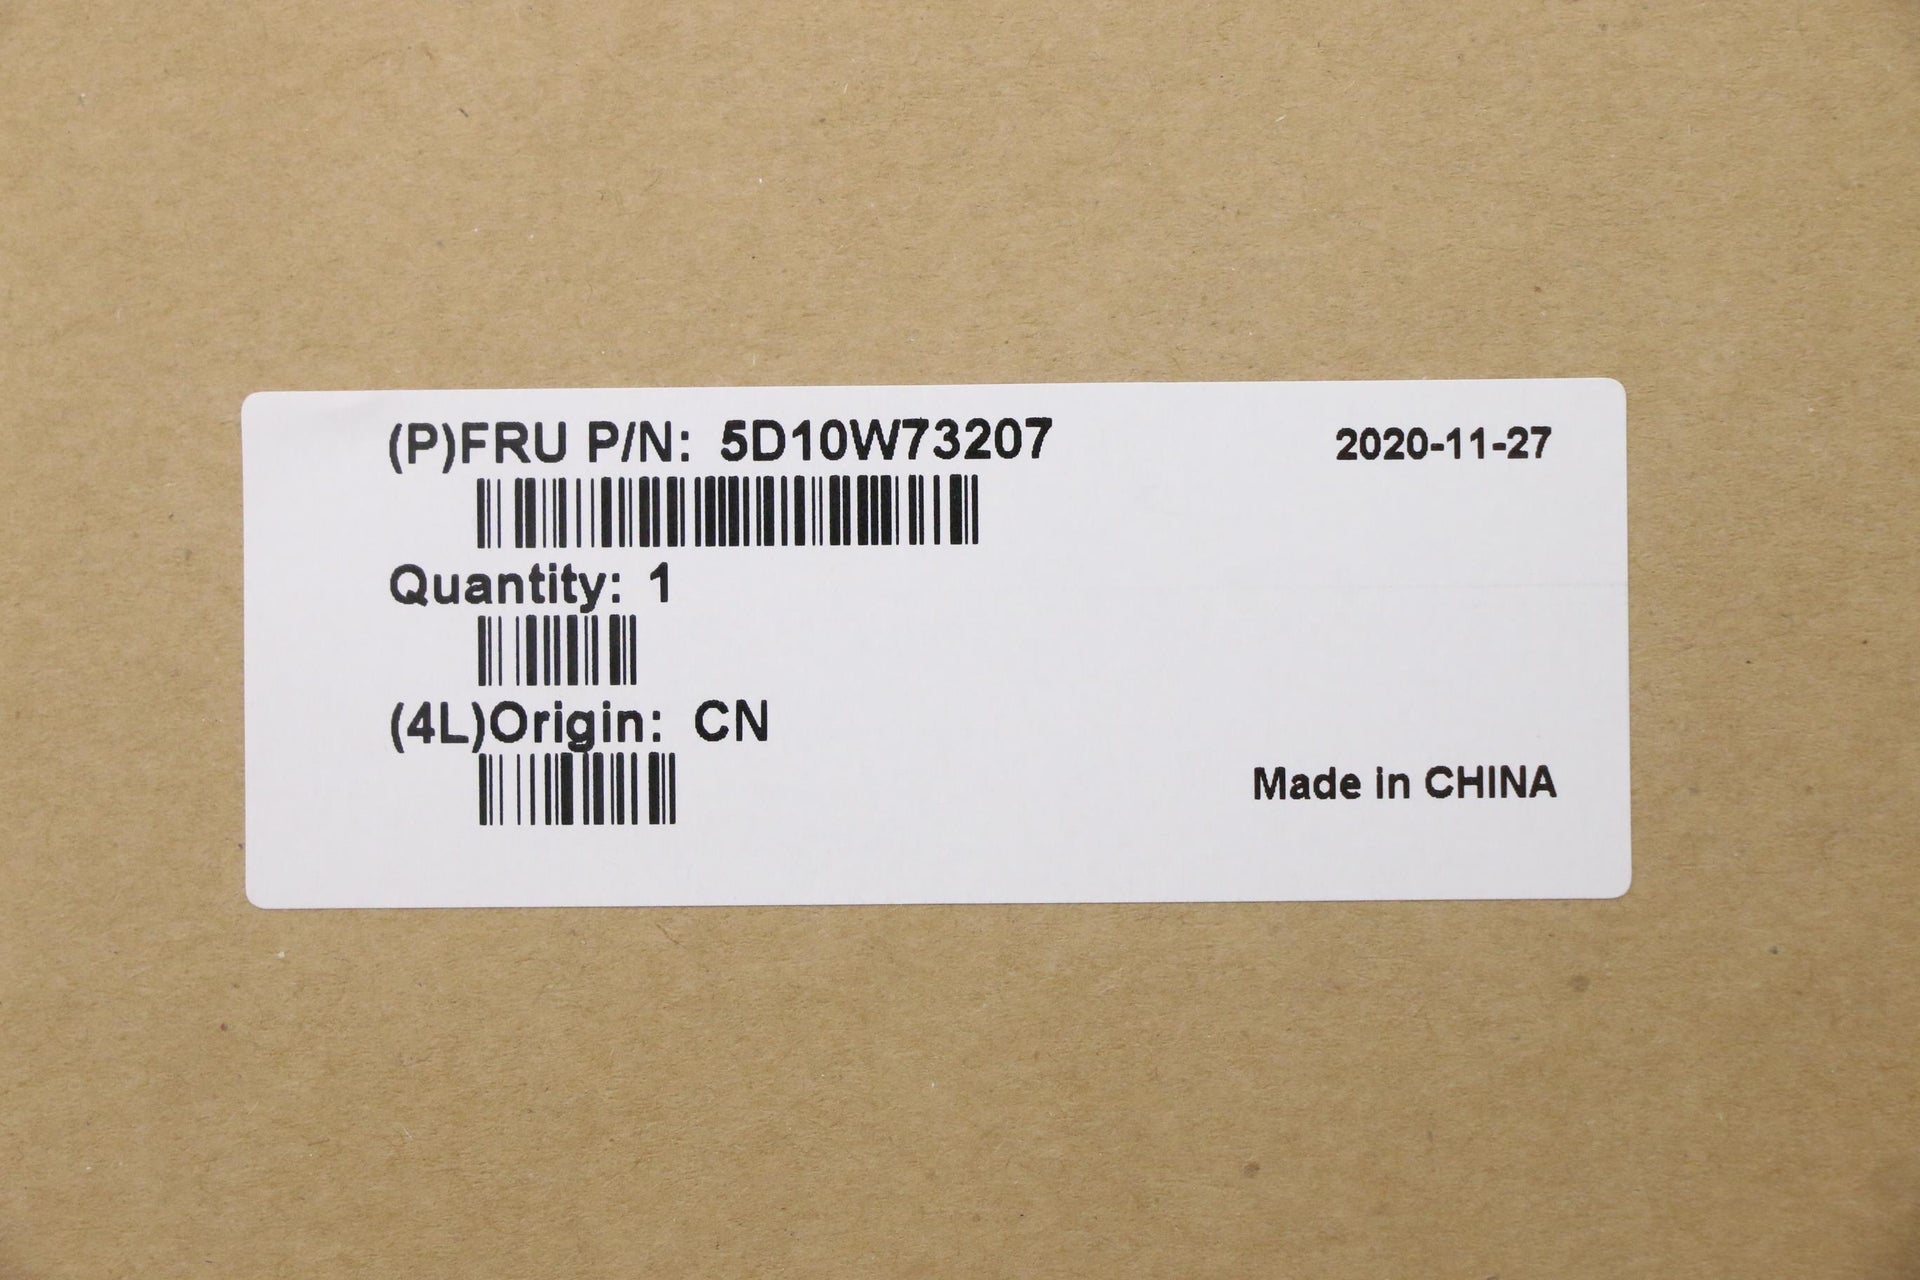 (P)FRU P/N: 5D10W73207
2020-11-27
Quantity: 1
(4L)Origin: CN
Made in CHINA